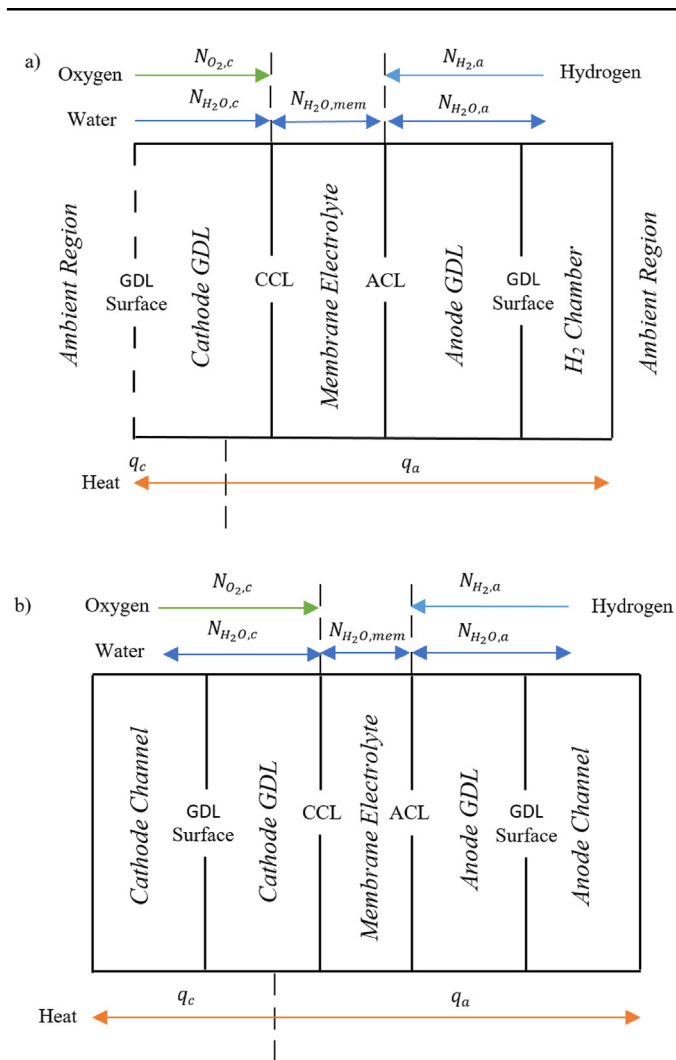 a)
N_{O_2,c}
N_{H_2,a}
Oxygen
Hydrogen
N_{H_2O,c}
N_{H_2O,mem}
N_{H_2O,a}
Water
Ambient Region
GDL
Surface
Cathode GDL
CCL
Membrane Electrolyte
ACL
Anode GDL
GDL
Surface
H_2 Chamber
Ambient Region
q_c
q_a
Heat
b)
N_{O_2,c}
N_{H_2,a}
Oxygen
Hydrogen
N_{H_2O,c}
N_{H_2O,mem}
N_{H_2O,a}
Water
Cathode Channel
GDL
Surface
Cathode GDL
CCL
Membrane Electrolyte
ACL
Anode GDL
GDL
Surface
Anode Channel
q_c
q_a
Heat